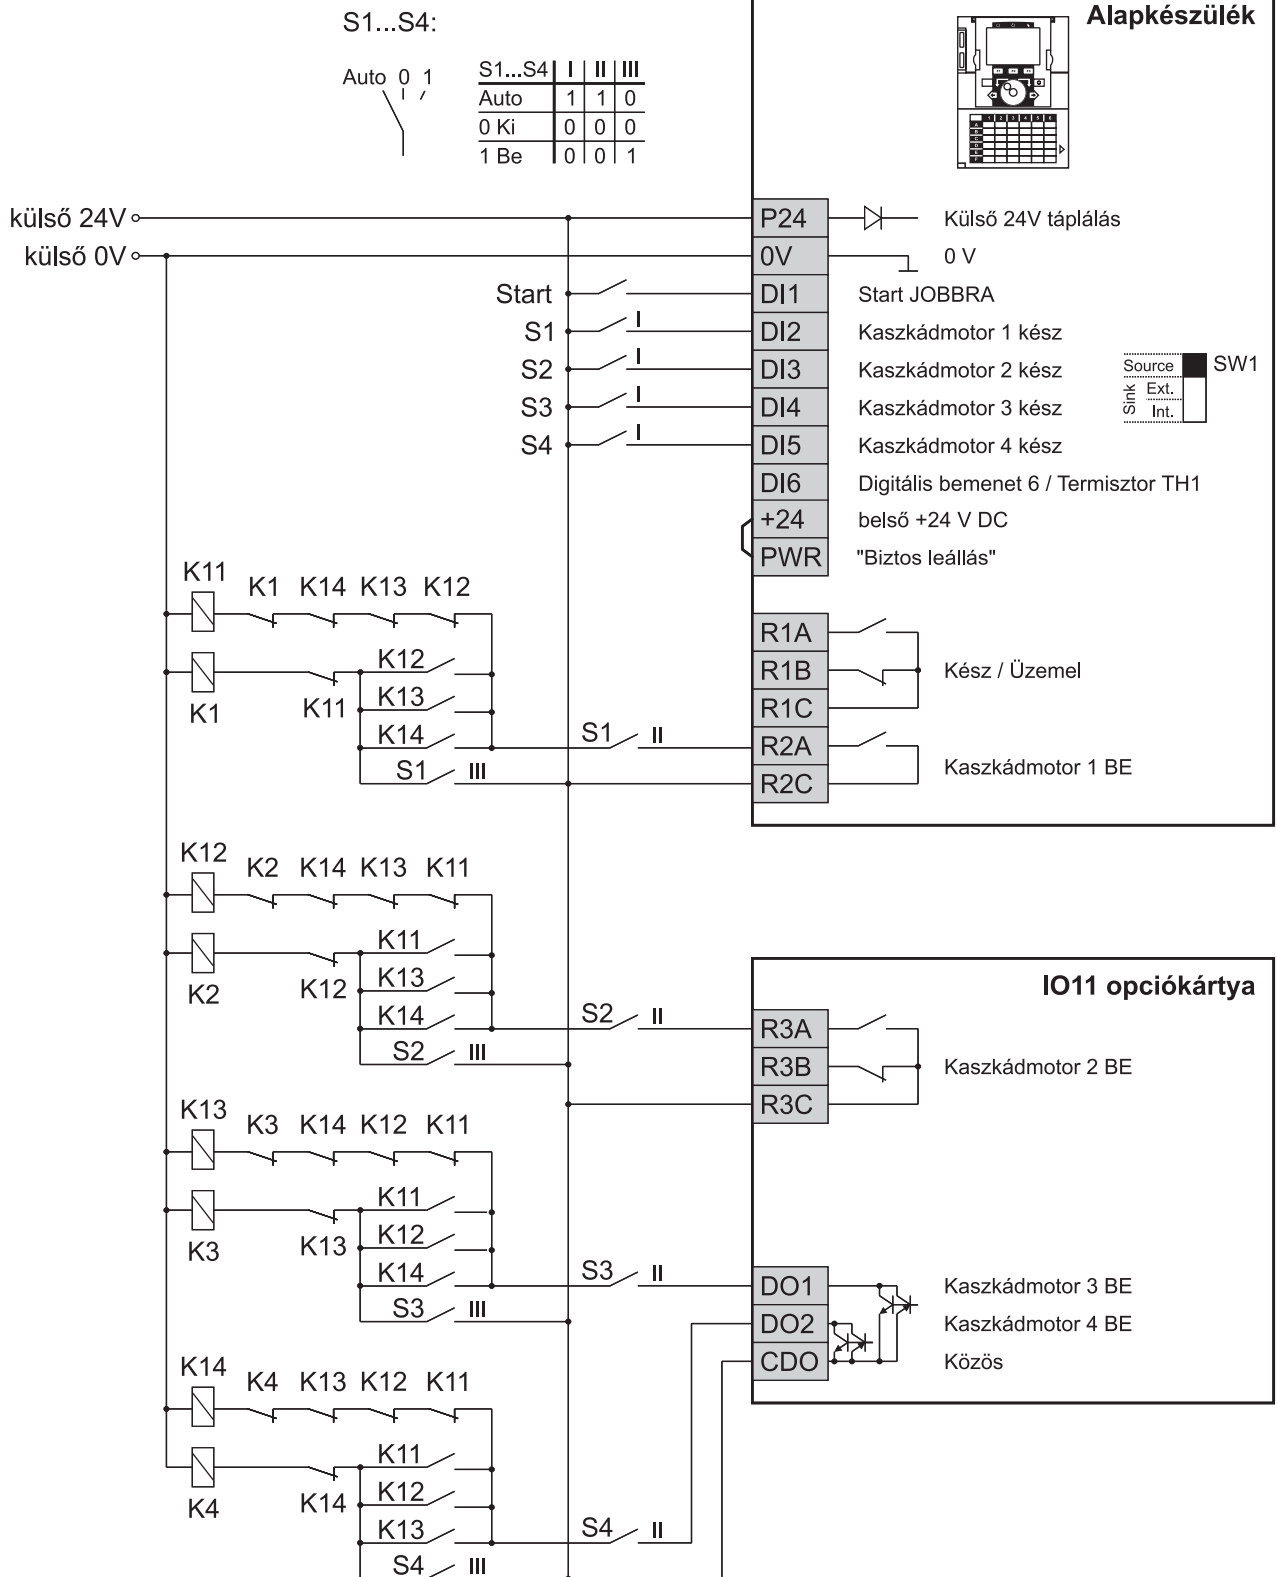 S1...S4:
Alapkészülék
Auto 0 1
S1...S4 I II III
Auto 1 1 0
0 Ki 0 0 0
1 Be 0 0 1
1 2 3 4 5 6
A
B
C
D
E
F
külső 24V P24 Külső 24V táplálás
külső 0V 0V 0 V
Start DI1 Start JOBBRA
S1 I DI2 Kaszkádmotor 1 kész
S2 I DI3 Kaszkádmotor 2 kész
S3 I DI4 Kaszkádmotor 3 kész
S4 I DI5 Kaszkádmotor 4 kész
Source SW1
Sink Ext.
Int.
DI6 Digitális bemenet 6 / Termisztor TH1
+24 belső +24 V DC
PWR "Biztos leállás"
K11 K1 K14 K13 K12
R1A
K12 R1B Kész / Üzemel
K1 K11 K13 R1C
K14 S1 II R2A
Kaszkádmotor 1 BE
S1 III R2C
K12 K2 K14 K13 K11
K11
K2 K12 K13
IO11 opciókártya
K14 S2 II R3A
S2 III R3B Kaszkádmotor 2 BE
R3C
K13 K3 K14 K12 K11
K11
K3 K13 K12
K14 S3 II DO1 Kaszkádmotor 3 BE
S3 III DO2 Kaszkádmotor 4 BE
CDO Közös
K14 K4 K13 K12 K11
K11
K4 K14 K12
K13 S4 II
S4 III